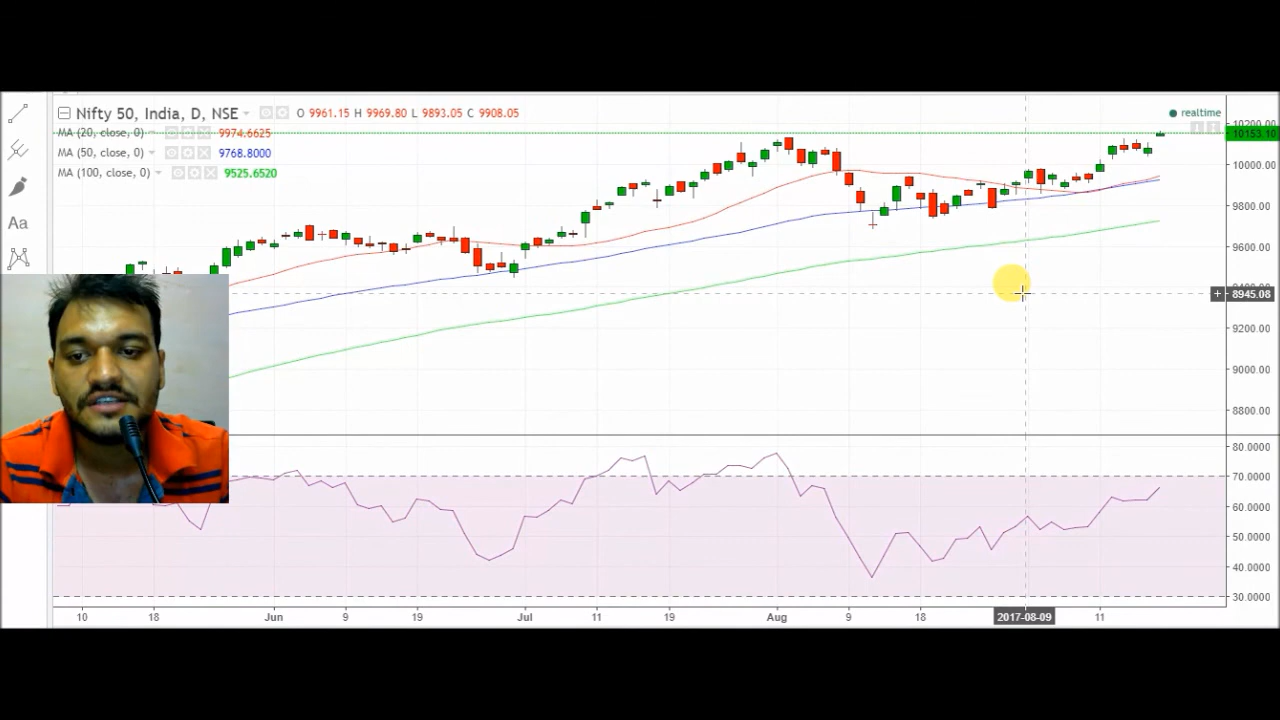 Nifty 50, India, D, NSE O 9961.15 H 9969.80 L 9893.05 C 9908.05
realtime
MA (20, close, 0) 9974.6625
MA (50, close, 0) 9768.8000
MA (100, close, 0) 9525.6520
Aa
10200.00
10153.10
10000.00
9800.00
9600.00
8945.08
9200.00
9000.00
8800.00
80.0000
70.0000
60.0000
50.0000
40.0000
30.0000
10 18 Jun 9 19 Jul 11 19 Aug 9 18 2017-08-09 11